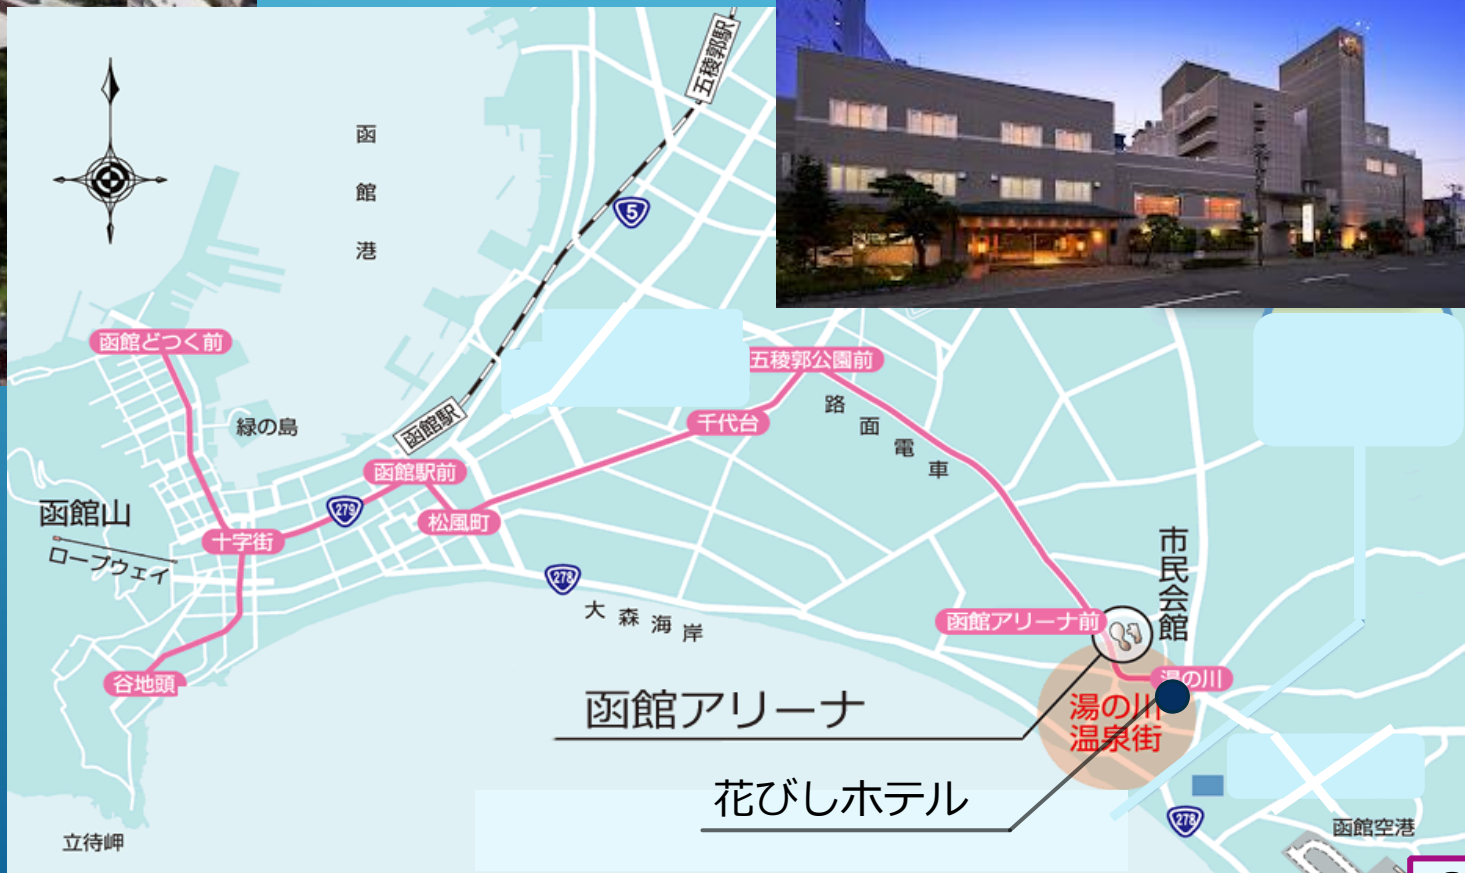 五稜郭駅
函館港
5
函館どつく前
五稜郭公園前
路面電車
緑の島
函館駅
千代台
函館駅前
279
松風町
函館山
ロープウェイ
十字街
278
大森海岸
市民会館
函館アリーナ前
谷地頭
湯の川
函館アリーナ
湯の川
温泉街
花びしホテル
278
函館空港
立待岬